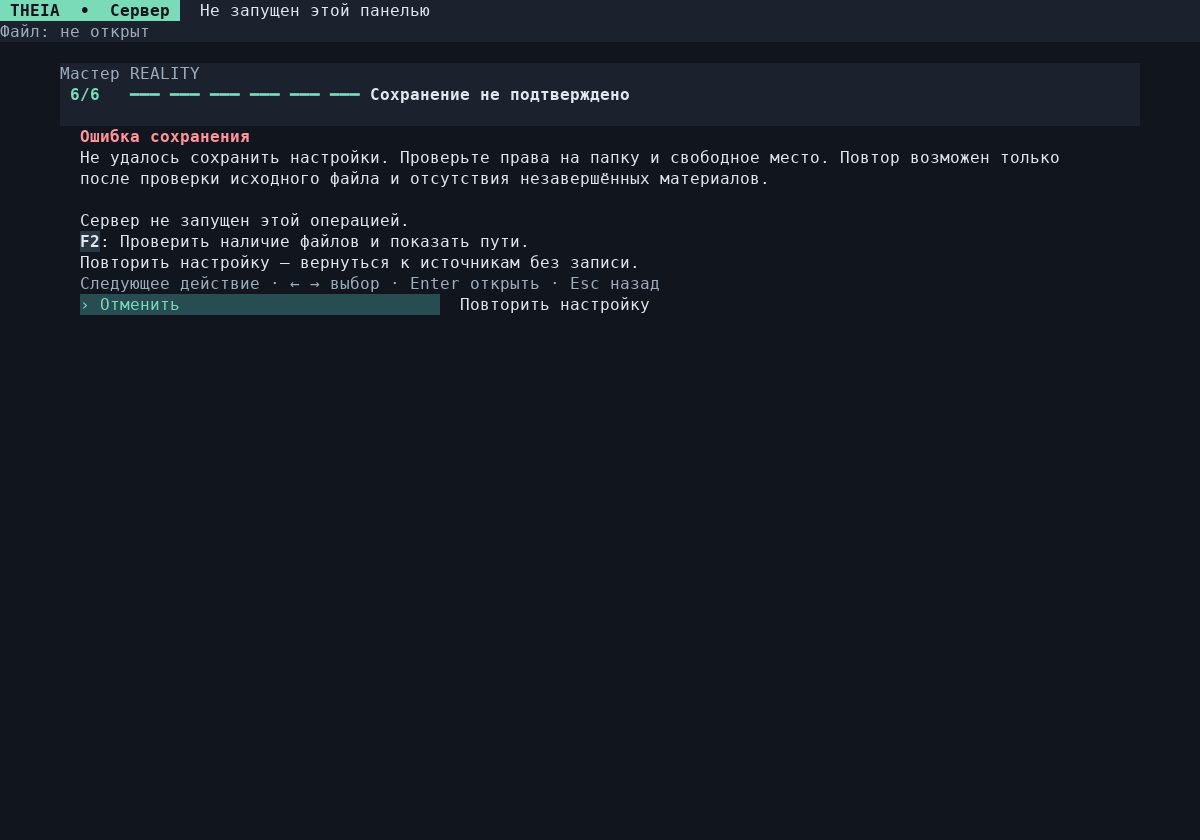 THEIA • Сервер Не запущен этой панелью
Файл: не открыт
Мастер REALITY
6/6 ━━━ ━━━ ━━━ ━━━ ━━━ ━━━ Сохранение не подтверждено
Ошибка сохранения
Не удалось сохранить настройки. Проверьте права на папку и свободное место. Повтор возможен только
после проверки исходного файла и отсутствия незавершённых материалов.
Сервер не запущен этой операцией.
F2: Проверить наличие файлов и показать пути.
Повторить настройку — вернуться к источникам без записи.
Следующее действие · ← → выбор · Enter открыть · Esc назад
› Отменить Повторить настройку